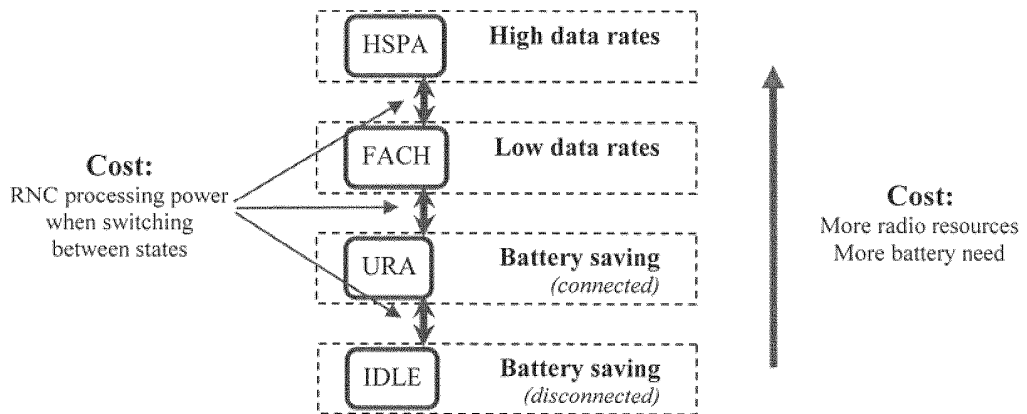 HSPA
High data rates
FACH
Low data rates
Cost:
RNC processing power
when switching
between states
Cost:
More radio resources
More battery need
URA
Battery saving
(connected)
IDLE
Battery saving
(disconnected)